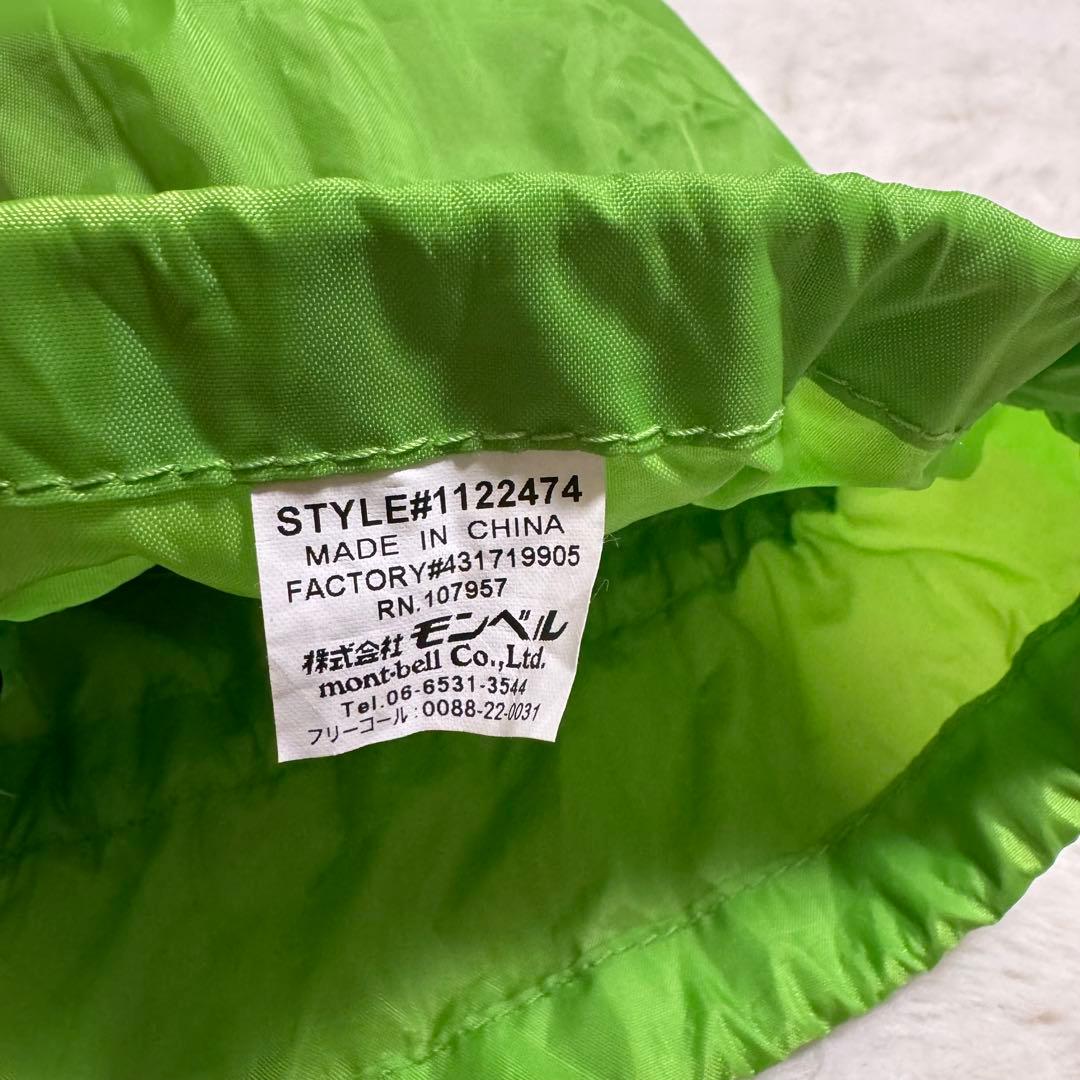 STYLE#1122474
MADE IN CHINA
FACTORY#431719905
RN.107957
株式会社 モンベル
mont-bell Co.,Ltd.
Tel.06-6531-3544
フリーコール:0088-22-0031